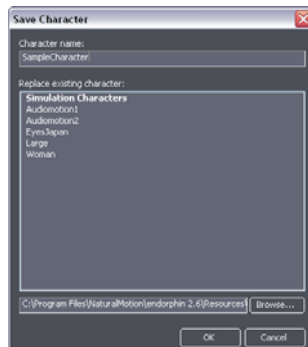 Save Character
Character name:
SampleCharacter
Replace existing character:
Simulation Characters
Audiomotion1
Audiomotion2
EyesJapan
Large
Woman
C:\Program Files\NaturalMotion\endorphin 2.6\Resources\
Browse...
OK
Cancel